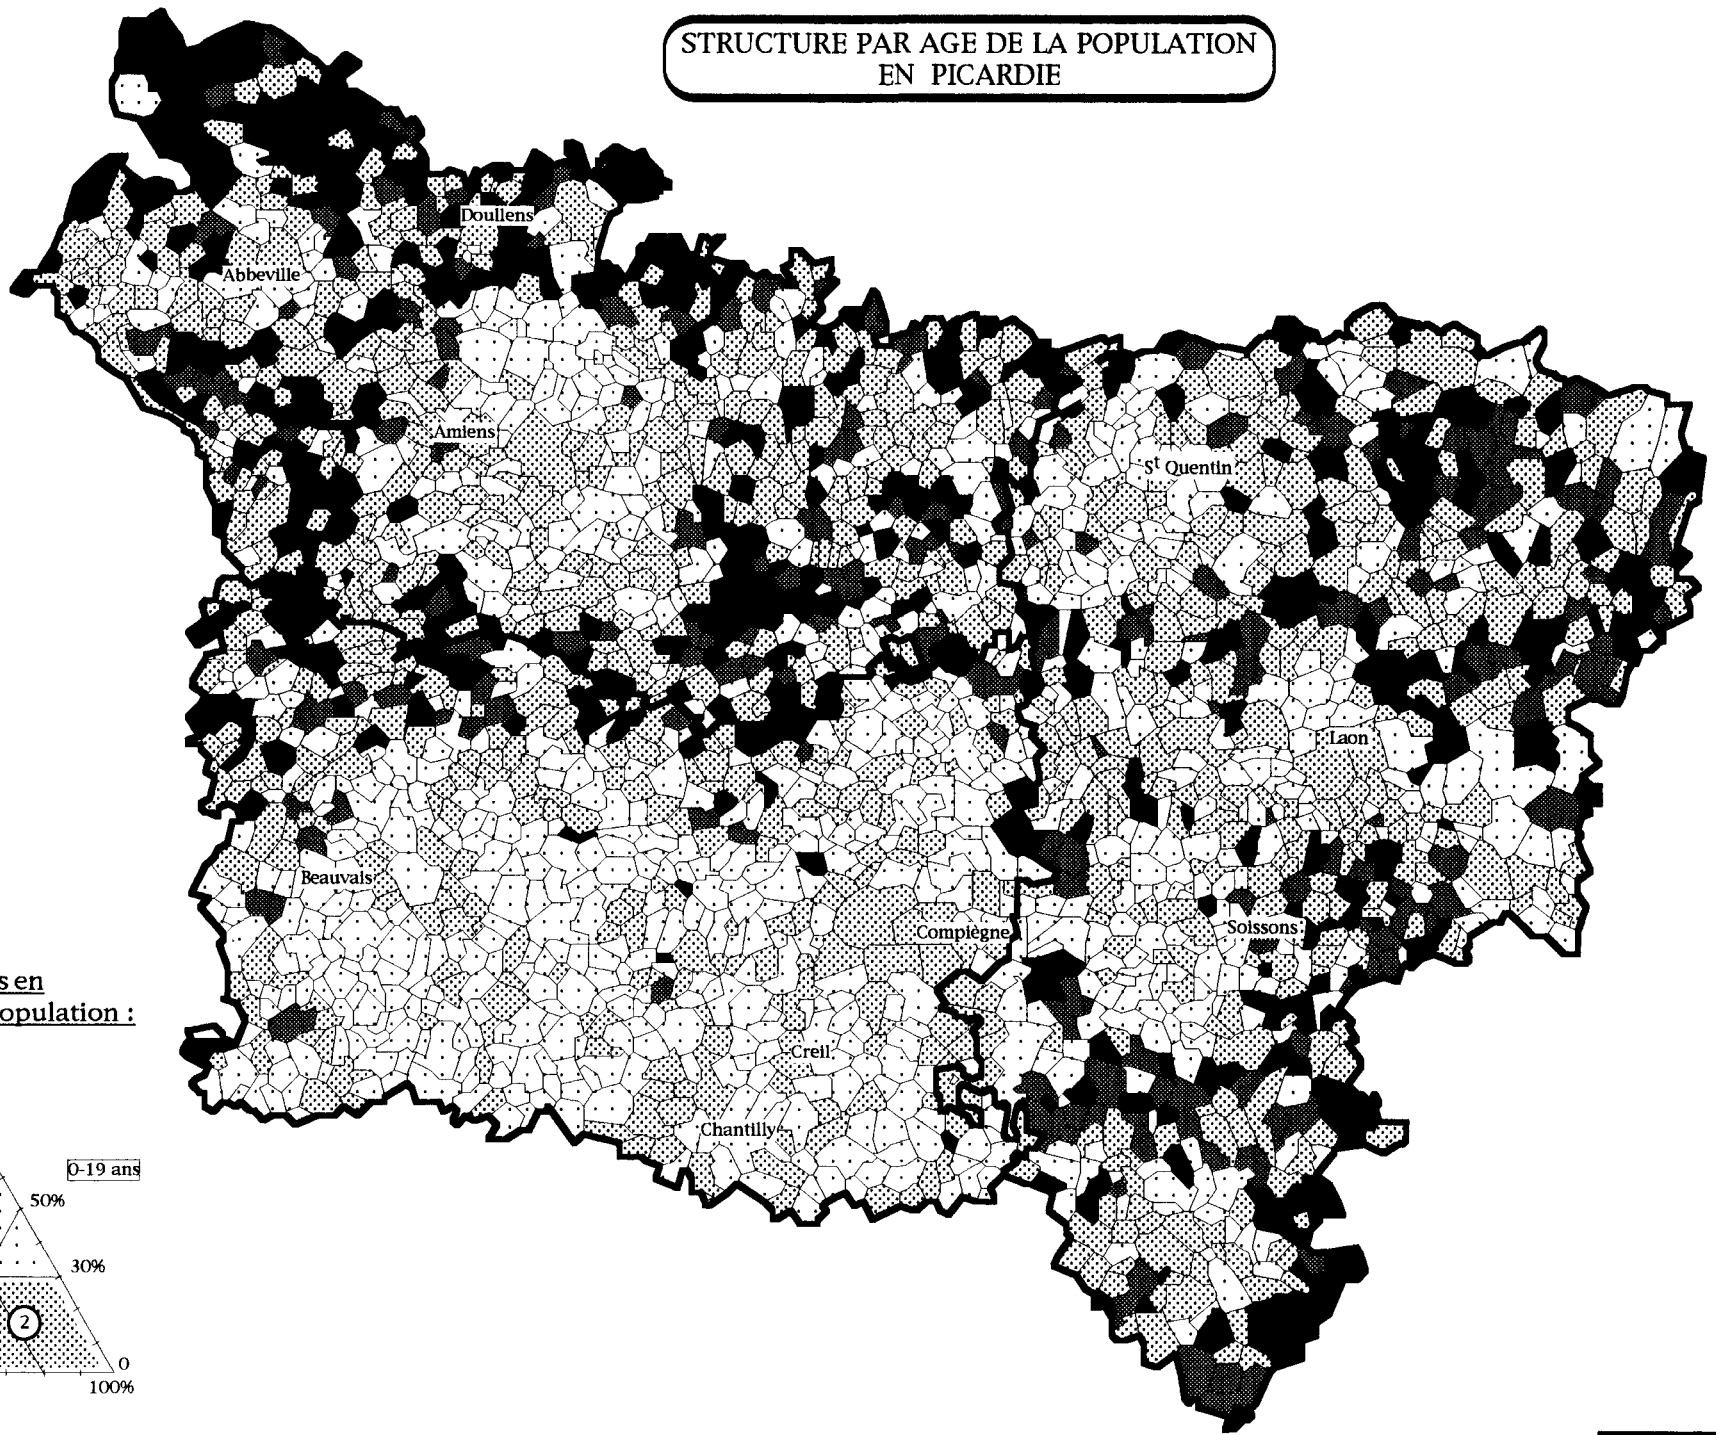 STRUCTURE PAR AGE DE LA POPULATION
EN PICARDIE
Doullens
Abbeville
Amiens
St Quentin
Laon
Beauvais
Compiègne
Soissons
s en
opulation :
Creil
Chantilly
0-19 ans
50%
30%
2
0
100%